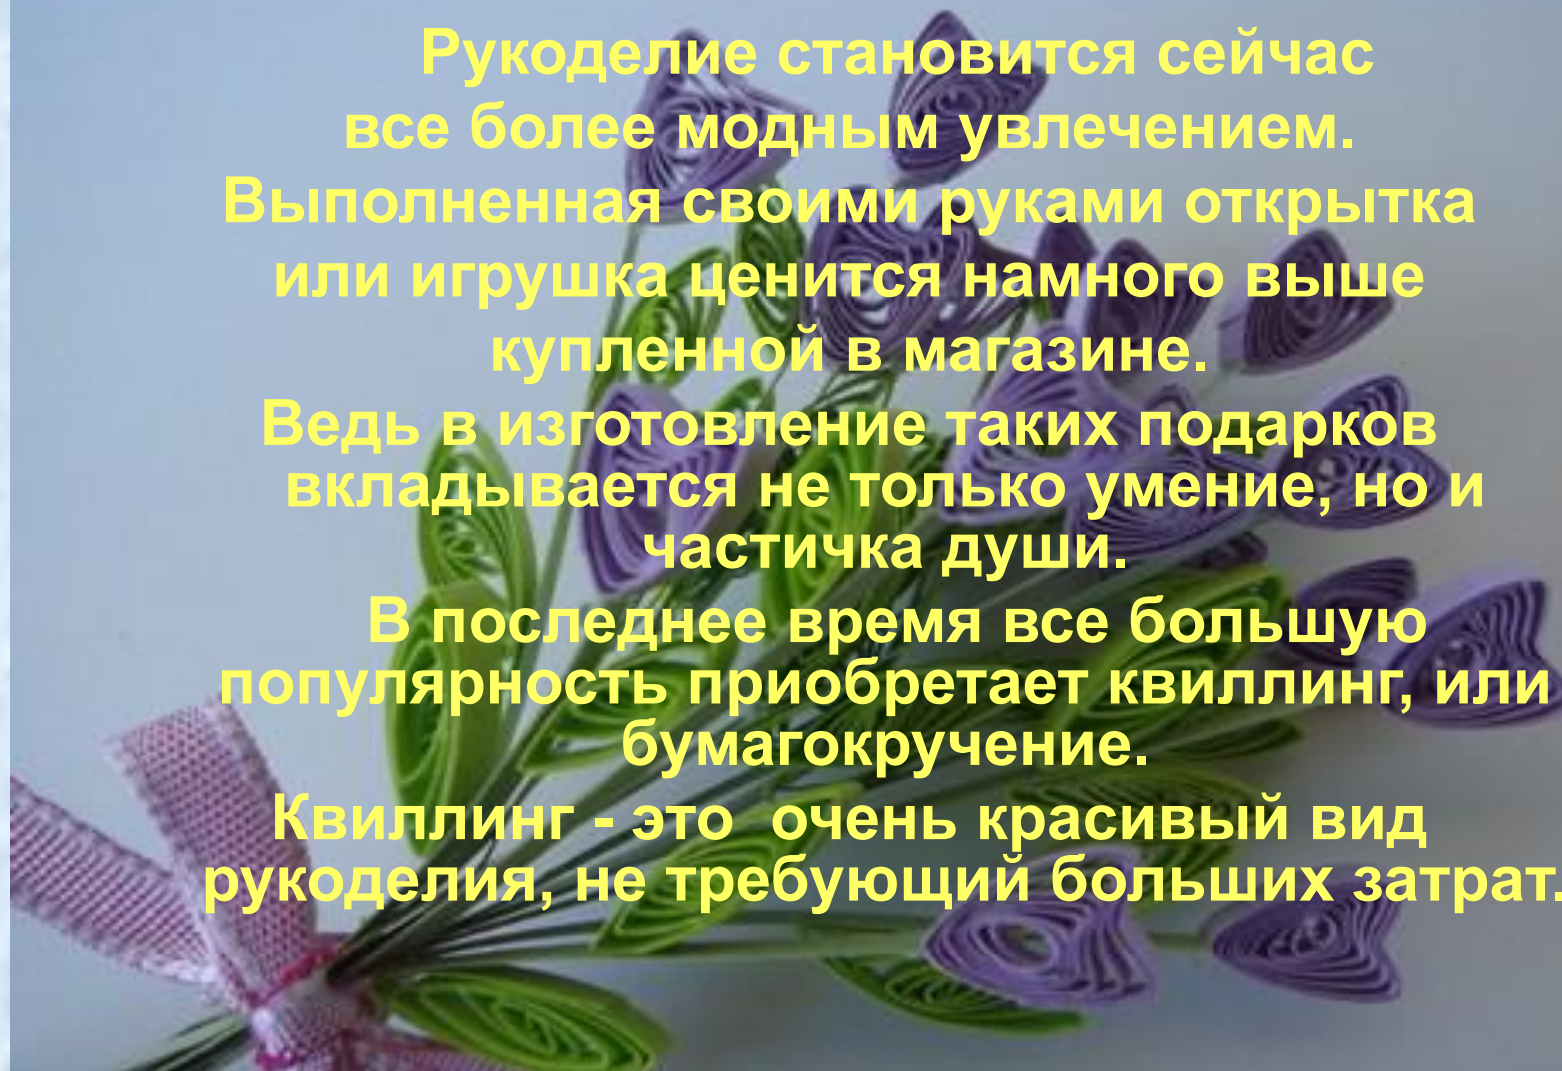 Рукоделие становится сейчас
все более модным увлечением.
Выполненная своими руками открытка
или игрушка ценится намного выше
купленной в магазине.
Ведь в изготовление таких подарков
вкладывается не только умение, но и
частичка души.
В последнее время все большую
популярность приобретает квиллинг, или
бумагокручение.
Квиллинг - это  очень красивый вид
рукоделия, не требующий больших затрат.